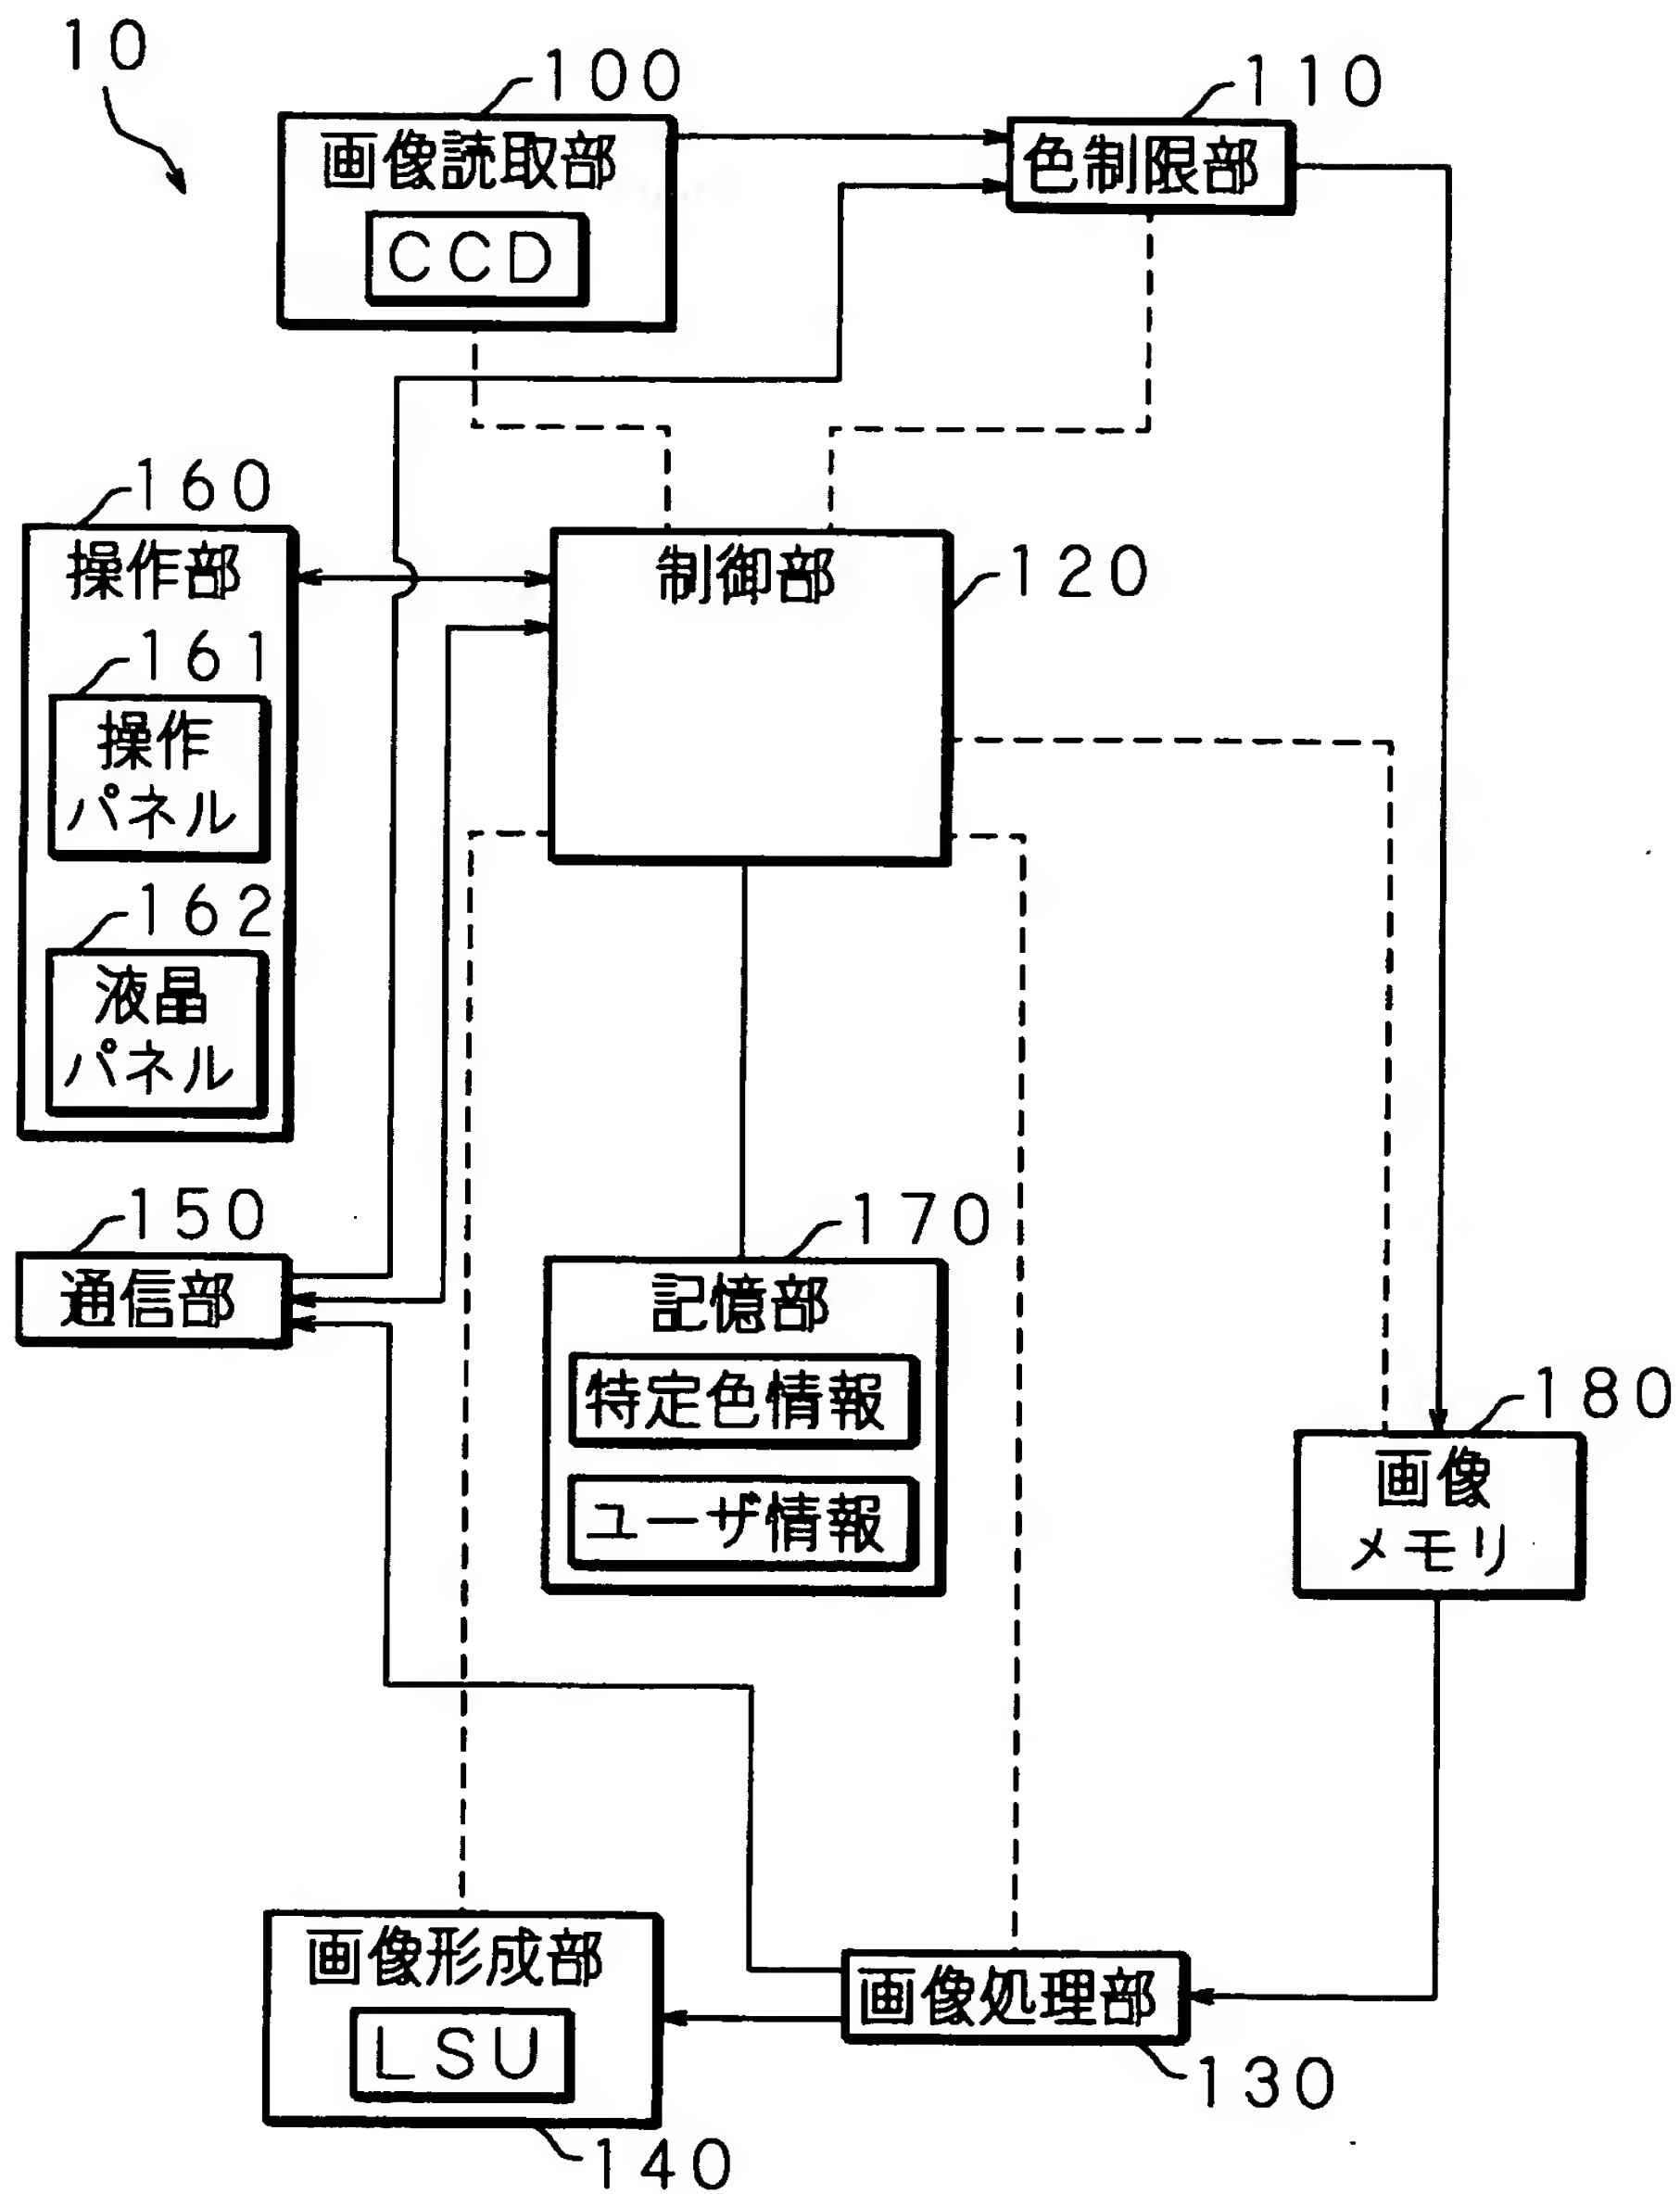 10
100
画像読取部
CCD
110
色制限部
160
操作部
161
操作
パネル
162
液晶
パネル
制御部
120
150
通信部
170
記憶部
特定色情報
ユーザ情報
180
画像
メモリ
画像形成部
LSU
140
画像処理部
130